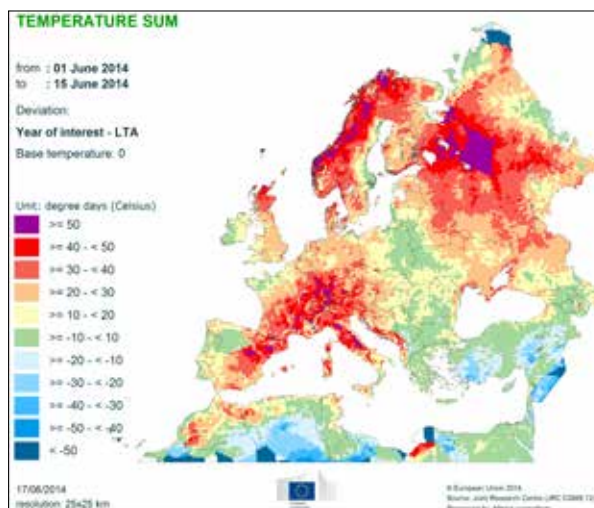 TEMPERATURE SUM
from : 01 June 2014
to : 15 June 2014
Deviation:
Year of interest - LTA
Base temperature: 0
Unit: degree days (Celsius)
>= 50
>= 40 - < 50
>= 30 - < 40
>= 20 - < 30
>= 10 - < 20
>= -10 - < 10
>= -20 - < -10
>= -30 - < -20
>= -40 - < -30
>= -50 - < -40
< -50
17/06/2014
resolution: 25x25 km
© European Union 2014
Source: Joint Research Centre (JRC